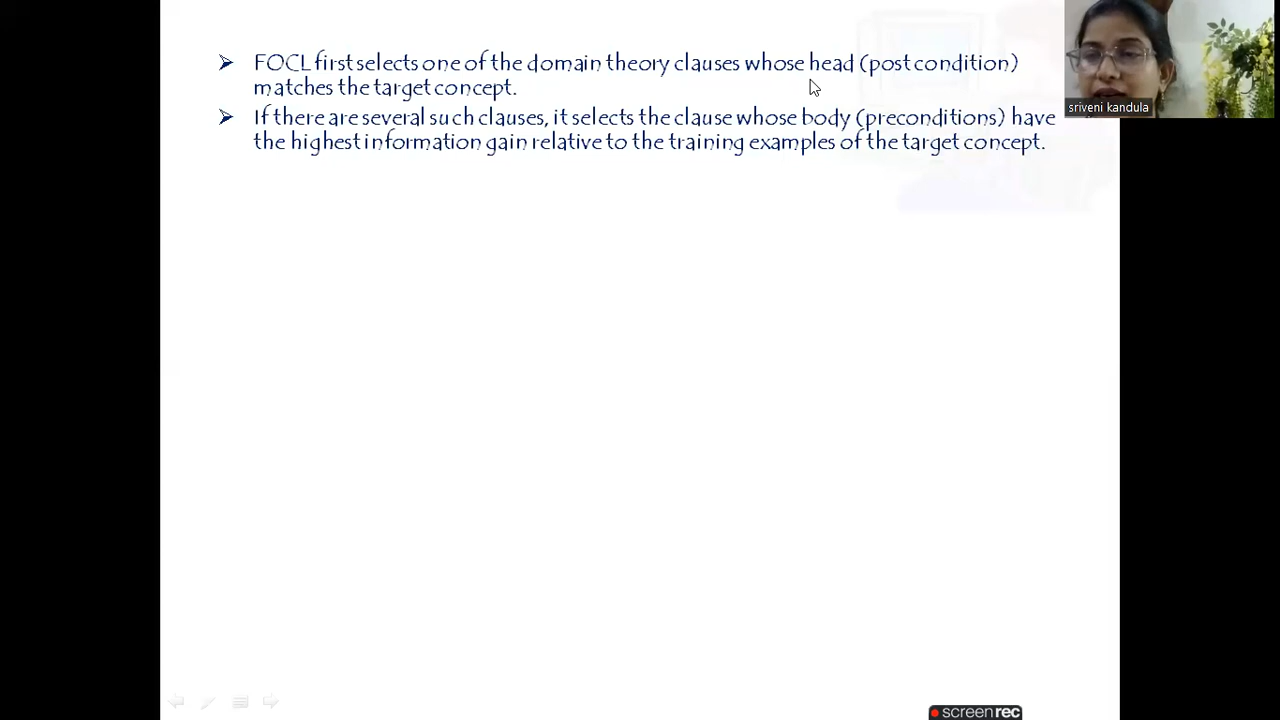 FOCL first selects one of the domain theory clauses whose head (post condition)
matches the target concept.
If there are several such clauses, it selects the clause whose body (preconditions) have
the highest information gain relative to the training examples of the target concept.
sriveni kandula
screenrec